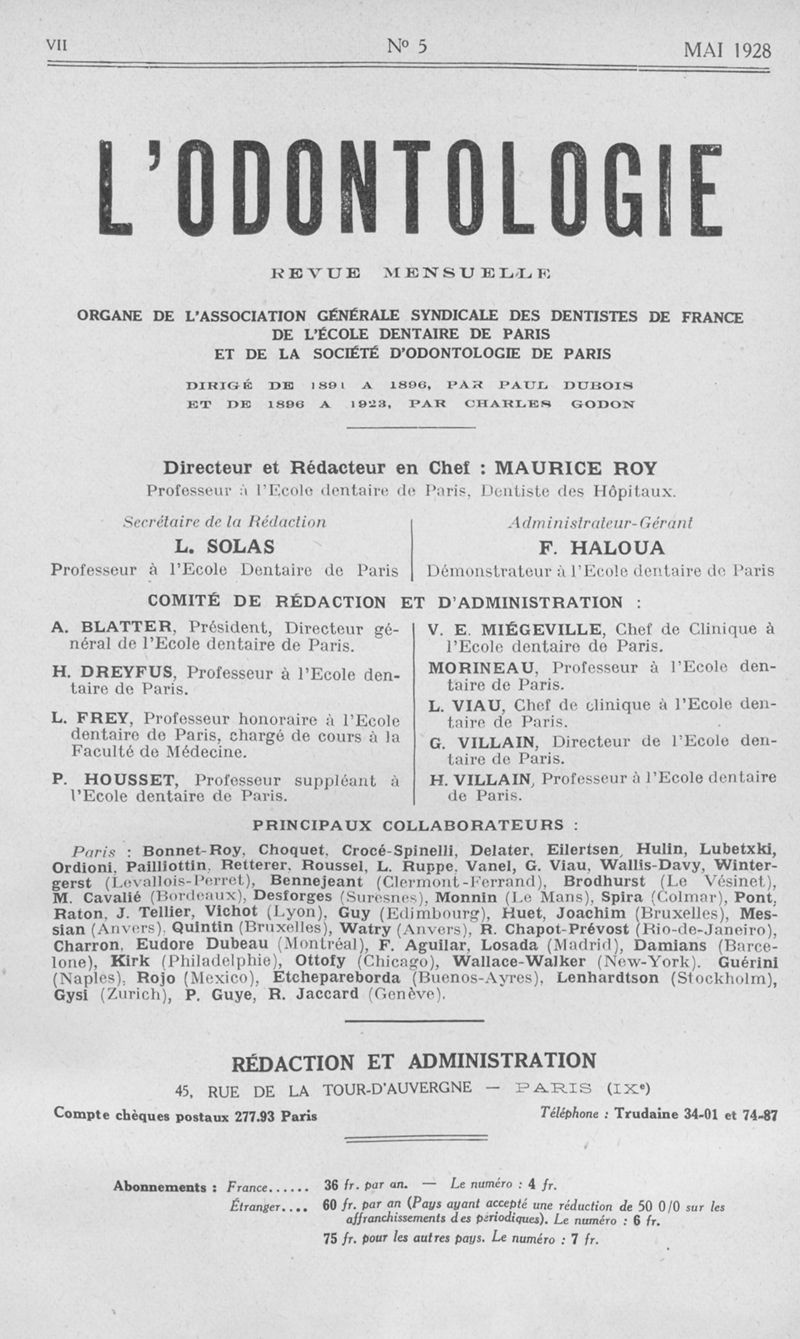 VII
N° 5
MAI 1928
L'ODONTOLOGIE
REVUE MENSUELLE
ORGANE DE L'ASSOCIATION GÉNÉRALE SYNDICALE DES DENTISTES DE FRANCE
DE L'ÉCOLE DENTAIRE DE PARIS
ET DE LA SOCIÉTÉ D'ODONTOLOGIE DE PARIS
DIRIGÉ DE 1891 A 1896, PAR PAUL DUBOIS
ET DE 1896 A 1923, PAR CHARLES GODON
Directeur et Rédacteur en Chef : MAURICE ROY
Professeur à l'Ecole dentaire de Paris, Dentiste des Hôpitaux.
Secrétaire de la Rédaction
L. SOLAS
Professeur à l'Ecole Dentaire de Paris
Administrateur-Gérant
F. HALOUA
Démonstrateur à l'Ecole dentaire de Paris
COMITÉ DE RÉDACTION ET D'ADMINISTRATION :
A. BLATTER, Président, Directeur gé-
néral de l'Ecole dentaire de Paris.
H. DREYFUS, Professeur à l'Ecole den-
taire de Paris.
L. FREY, Professeur honoraire à l'Ecole
dentaire de Paris, chargé de cours à la
Faculté de Médecine.
P. HOUSSET, Professeur suppléant à
l'Ecole dentaire de Paris.
V. E. MIÉGEVILLE, Chef de Clinique à
l'Ecole dentaire de Paris.
MORINEAU, Professeur à l'Ecole den-
taire de Paris.
L. VIAU, Chef de clinique à l'Ecole den-
taire de Paris.
G. VILLAIN, Directeur de l'Ecole den-
taire de Paris.
H. VILLAIN, Professeur à l'Ecole dentaire
de Paris.
PRINCIPAUX COLLABORATEURS :
Paris : Bonnet-Roy, Choquet, Crocé-Spinelli, Delater, Eilertsen, Hulin, Lubetxki,
Ordioni, Pailliottin, Retterer, Roussel, L. Ruppe, Vanel, G. Viau, Wallis-Davy, Winter-
gerst (Levallois-Perret), Bennejeant (Clermont-Ferrand), Brodhurst (Le Vésinet),
M. Cavalié (Bordeaux), Desforges (Suresnes), Monnin (Le Mans), Spira (Colmar), Pont,
Raton, J. Tellier, Vichot (Lyon), Guy (Edimbourg), Huet, Joachim (Bruxelles), Mes-
sian (Anvers), Quintin (Bruxelles), Watry (Anvers), R. Chapot-Prévost (Rio-de-Janeiro),
Charron, Eudore Dubeau (Montréal), F. Aguilar, Losada (Madrid), Damians (Barce-
lone), Kirk (Philadelphie), Ottofy (Chicago), Wallace-Walker (New-York). Guérini
(Naples), Rojo (Mexico), Etchepareborda (Buenos-Ayres), Lenhardtson (Stockholm),
Gysi (Zurich), P. Guye, R. Jaccard (Genève).
RÉDACTION ET ADMINISTRATION
45, RUE DE LA TOUR-D'AUVERGNE — PARIS (IXe)
Compte chèques postaux 277.93 Paris
Téléphone : Trudaine 34-01 et 74-87
Abonnements : France...... 36 fr. par an. — Le numéro : 4 fr.
Étranger.... 60 fr. par an (Pays ayant accepté une réduction de 50 0/0 sur les
affranchissements des périodiques). Le numéro : 6 fr.
75 fr. pour les autres pays. Le numéro : 7 fr.